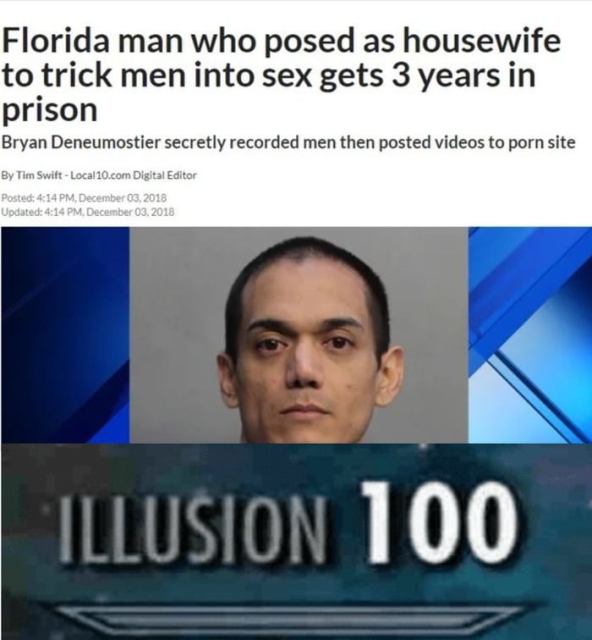 Florida man who posed as housewife
to trick men into sex gets 3 years in
prison
Bryan Deneumostier secretly recorded men then posted videos to porn site
By Tim Swift - Local10.com Digital Editor
Posted: 4:14 PM, December 03, 2018
Updated: 4:14 PM, December 03, 2018
ILLUSION 100